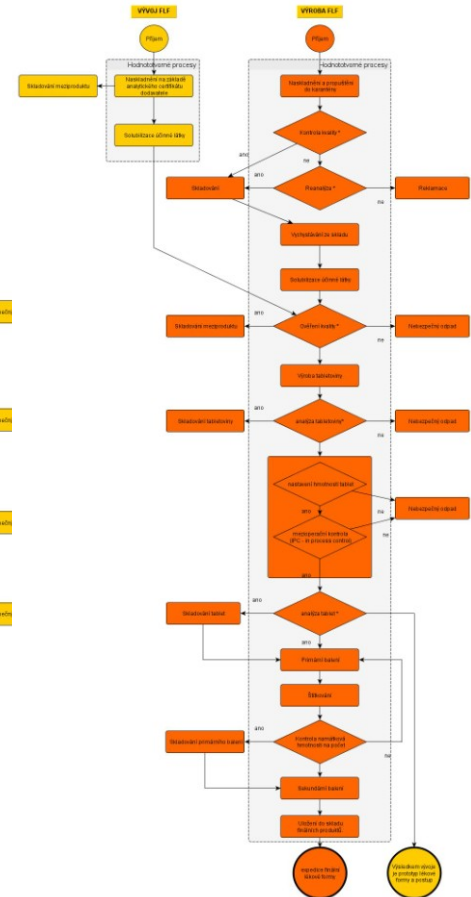 VÝVOJ FLF
VÝROBA FLF
Příjem
Příjem
Hodnototvorné procesy
Hodnototvorné procesy
Skladování meziproduktu
Naskladnění na základě
analytického certifikátu
dodavatele
Naskladnění a propuštění
do karantény
Solubilizace účinné látky
Kontrola kvality *
ano
ne
ano
Skladování
Reanalýza *
Reklamace
ne
Vychystávání ze skladu
Solubilizace účinné látky
ano
Skladování meziproduktu
Ověření kvality *
Nebezpečný odpad
ne
Výroba tabletoviny
ano
Skladování tabletoviny
analýza tabletoviny*
Nebezpečný odpad
ne
nastavení hmotnosti tablet
Nebezpečný odpad
ano
ne
mezioperační kontrola
(IPC - in process control)
ne
ano
ano
Skladování tablet
analýza tablet *
ano
Primární balení
Štítkování
ano
Skladování primárního balení
Kontrola namátková
hmotnosti na počet
ne
Sekundární balení
Uložení do skladu
finálních produktů
expedice finální
lékové formy
Výsledkem vývoje
je prototyp lékové
formy a postup